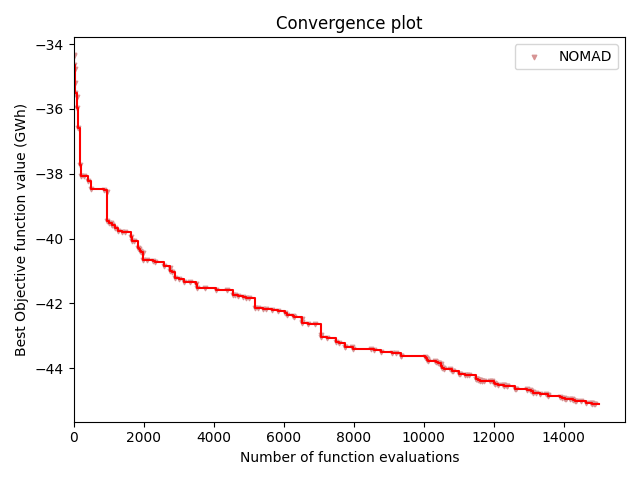 Convergence plot
NOMAD
Best Objective function value (GWh)
−34
−36
−38
−40
−42
−44
0 2000 4000 6000 8000 10000 12000 14000
Number of function evaluations